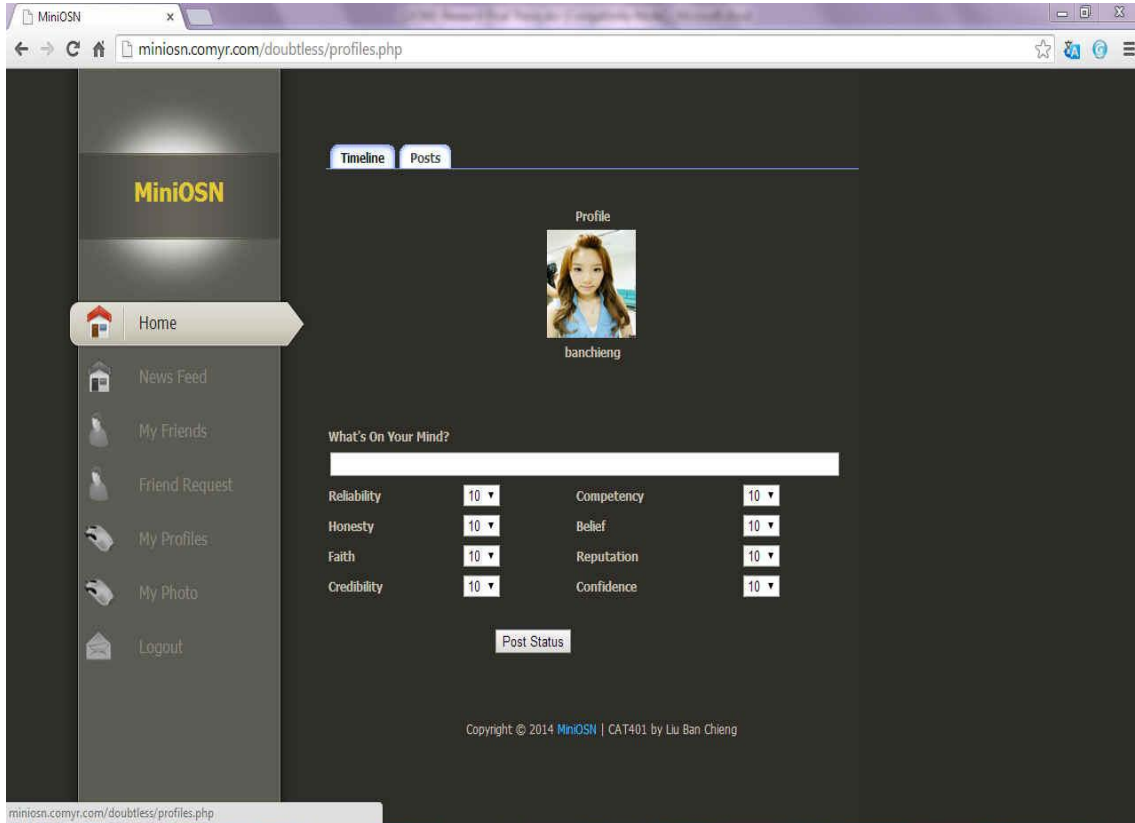 MiniOSN
miniosn.comyr.com/doubtless/profiles.php
MiniOSN
Home
News Feed
My Friends
Friend Request
My Profiles
My Photo
Logout
Timeline Posts
Profile
banchieng
What's On Your Mind?
Reliability 10 Competency 10
Honesty 10 Belief 10
Faith 10 Reputation 10
Credibility 10 Confidence 10
Post Status
Copyright © 2014 MiniOSN | CAT401 by Liu Ban Chieng
miniosn.comyr.com/doubtless/profiles.php